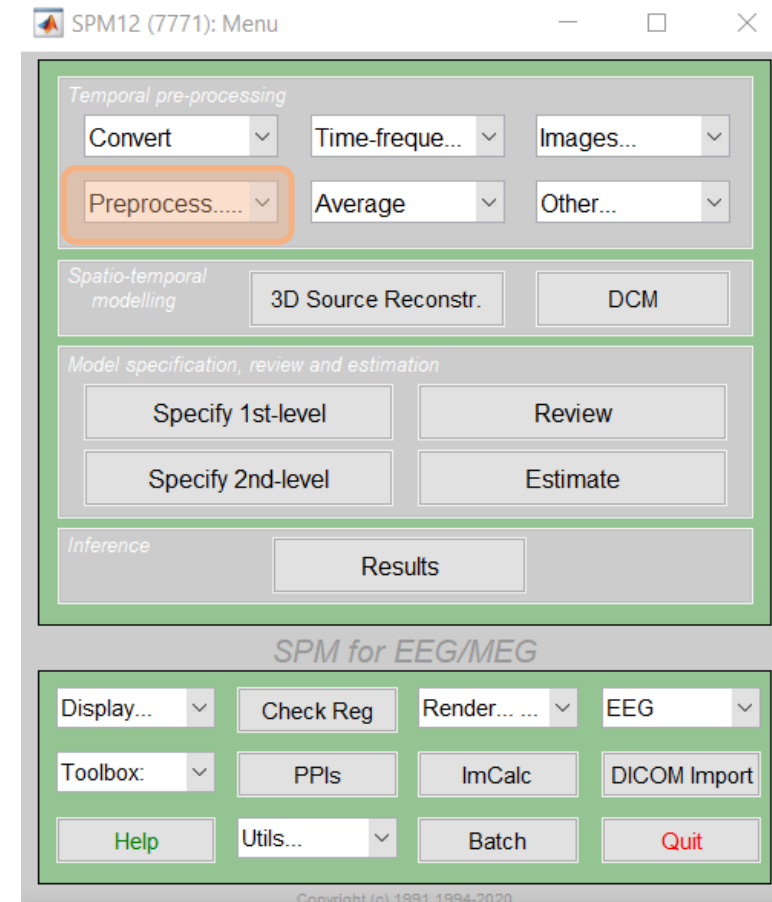 SPM12 (7771): Menu
Temporal pre-processing
Convert Time-freque... Images...
Preprocess..... Average Other...
Spatio-temporal
modelling
3D Source Reconstr. DCM
Model specification, review and estimation
Specify 1st-level Review
Specify 2nd-level Estimate
Inference
Results
SPM for EEG/MEG
Display... Check Reg Render... ... EEG
Toolbox: PPIs ImCalc DICOM Import
Help Utils... Batch Quit
Copyright (c) 1991,1994-2020